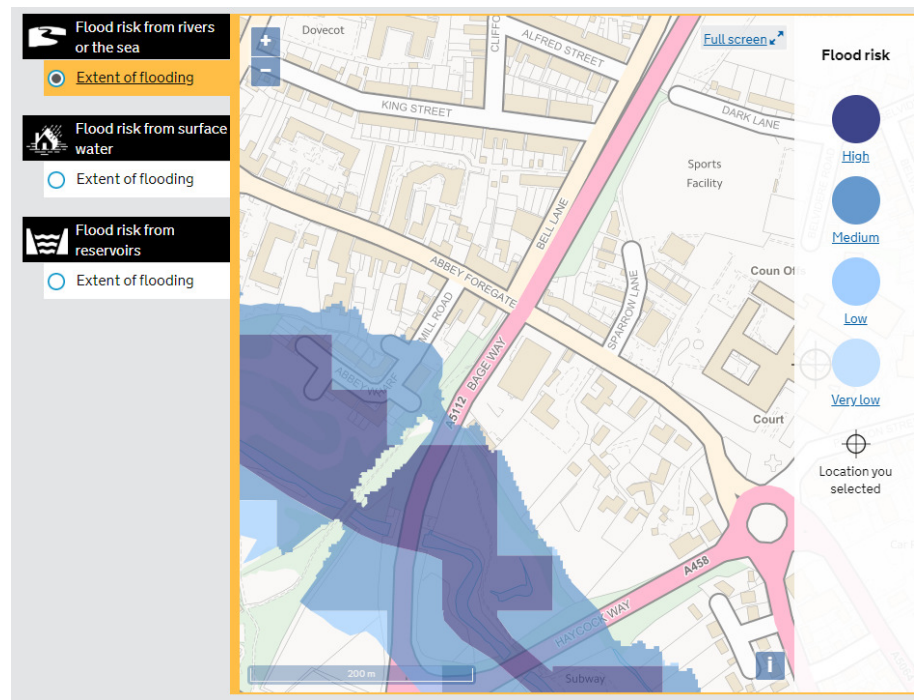 Flood risk from rivers
or the sea
Extent of flooding
Flood risk from surface
water
Extent of flooding
Flood risk from
reservoirs
Extent of flooding
+
−
Dovecot
ALFRED STREET
Full screen
KING STREET
DARK LANE
Sports
Facility
BELL LANE
ABBEY FOREGATE
SPARROW LANE
MILL ROAD
ABBEY WHARF
BAGE WAY
A5112
Court
A458
HAYCOCK WAY
200 m
Subway
i
Flood risk
High
Medium
Low
Very low
Location you
selected